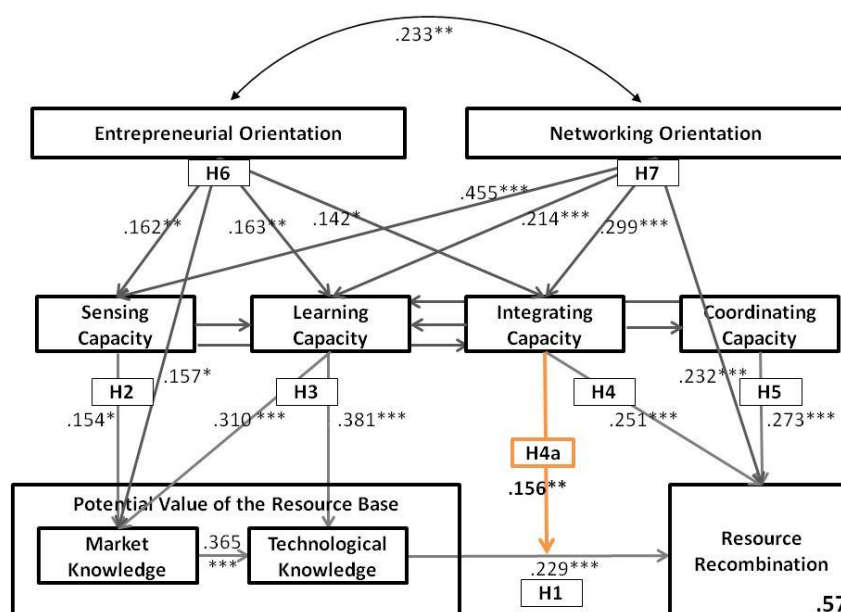 .233**
Entrepreneurial Orientation
Networking Orientation
H6
H7
.162**
.163**
.142*
.455***
.214***
.299***
Sensing
Capacity
Learning
Capacity
Integrating
Capacity
Coordinating
Capacity
H2
H3
H4
H5
.154*
.157*
.310 ***
.381***
.251***
.232***
.273***
H4a
.156**
Potential Value of the Resource Base
Market
Knowledge
.365
***
Technological
Knowledge
.229***
H1
Resource
Recombination
.57